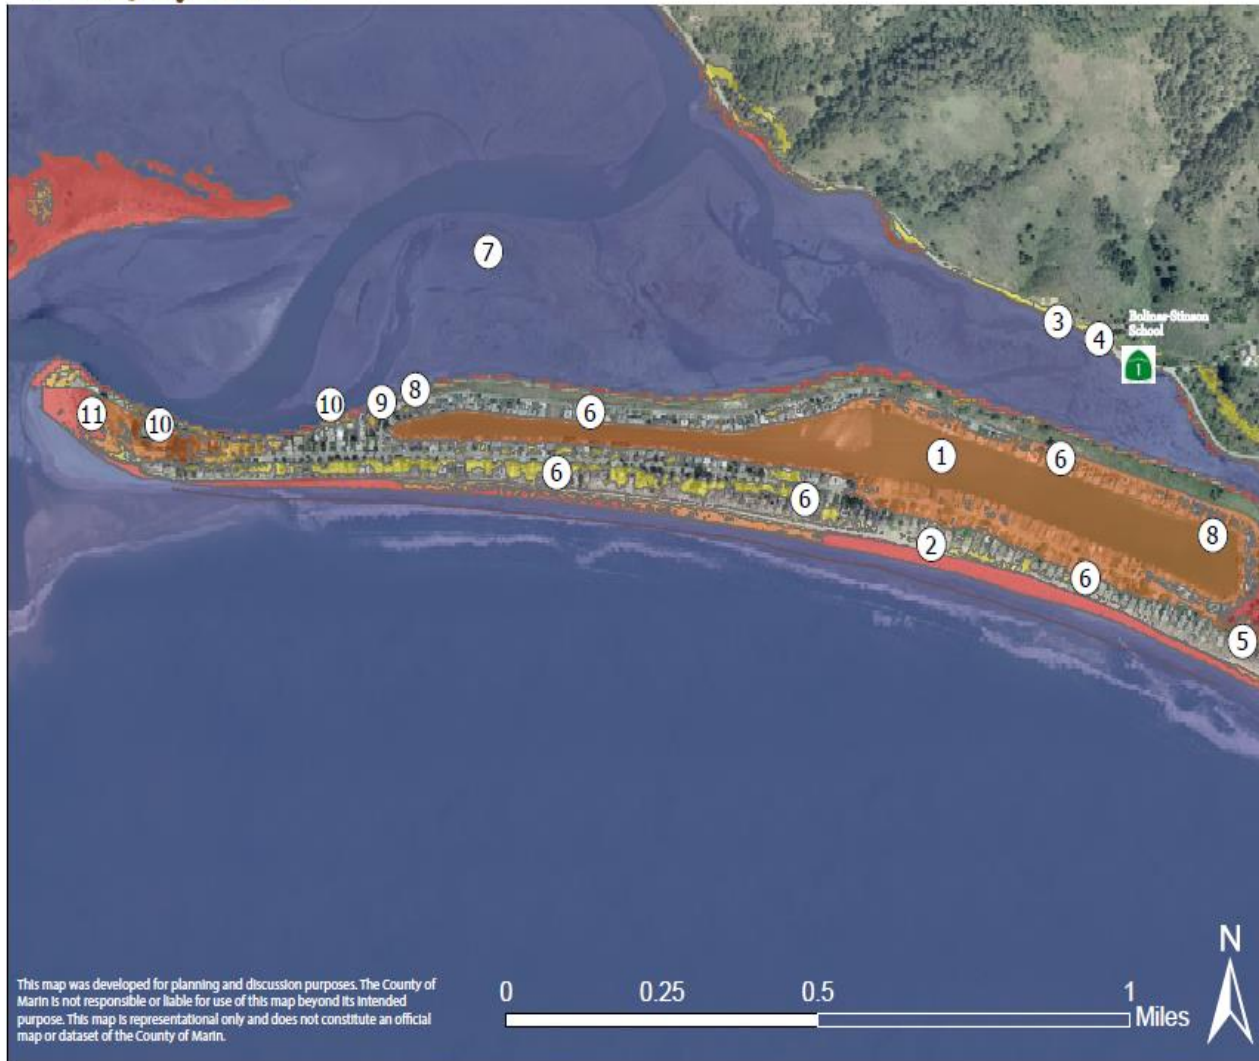 7
3
4
Bolinas-Stinson
School
1
11
10
10
9
8
6
6
1
6
6
8
2
6
5
N
This map was developed for planning and discussion purposes. The County of
Marin is not responsible or liable for use of this map beyond its intended
purpose. This map is representational only and does not constitute an official
map or dataset of the County of Marin.
0 0.25 0.5 1
Miles